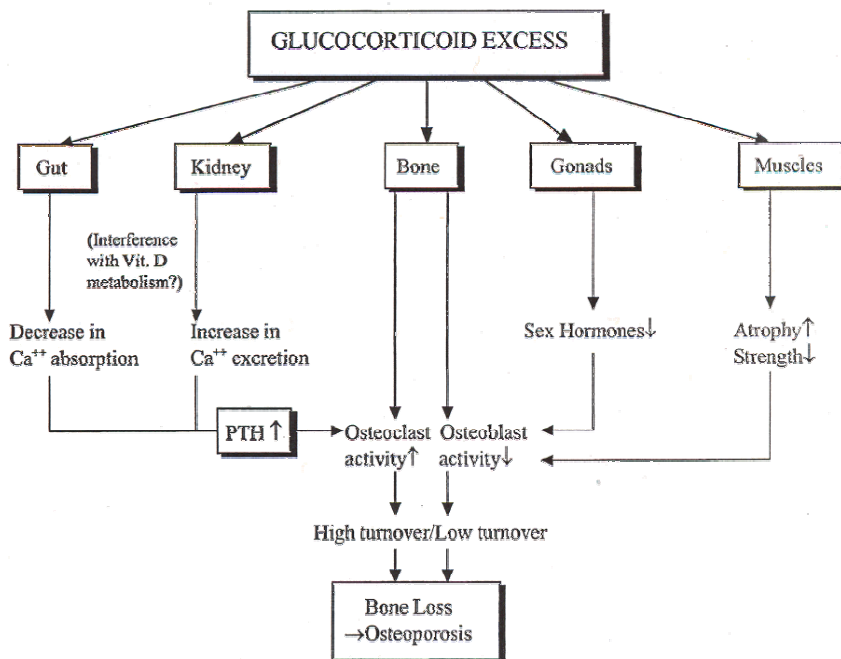 GLUCOCORTICOID EXCESS
Gut
Kidney
Bone
Gonads
Muscles
(Interference
with Vit. D
metabolism?)
Decrease in
Ca⁺⁺ absorption
Increase in
Ca⁺⁺ excretion
Sex Hormones↓
Atrophy↑
Strength↓
PTH ↑
Osteoclast
activity↑
Osteoblast
activity↓
High turnover/Low turnover
Bone Loss
→Osteoporosis